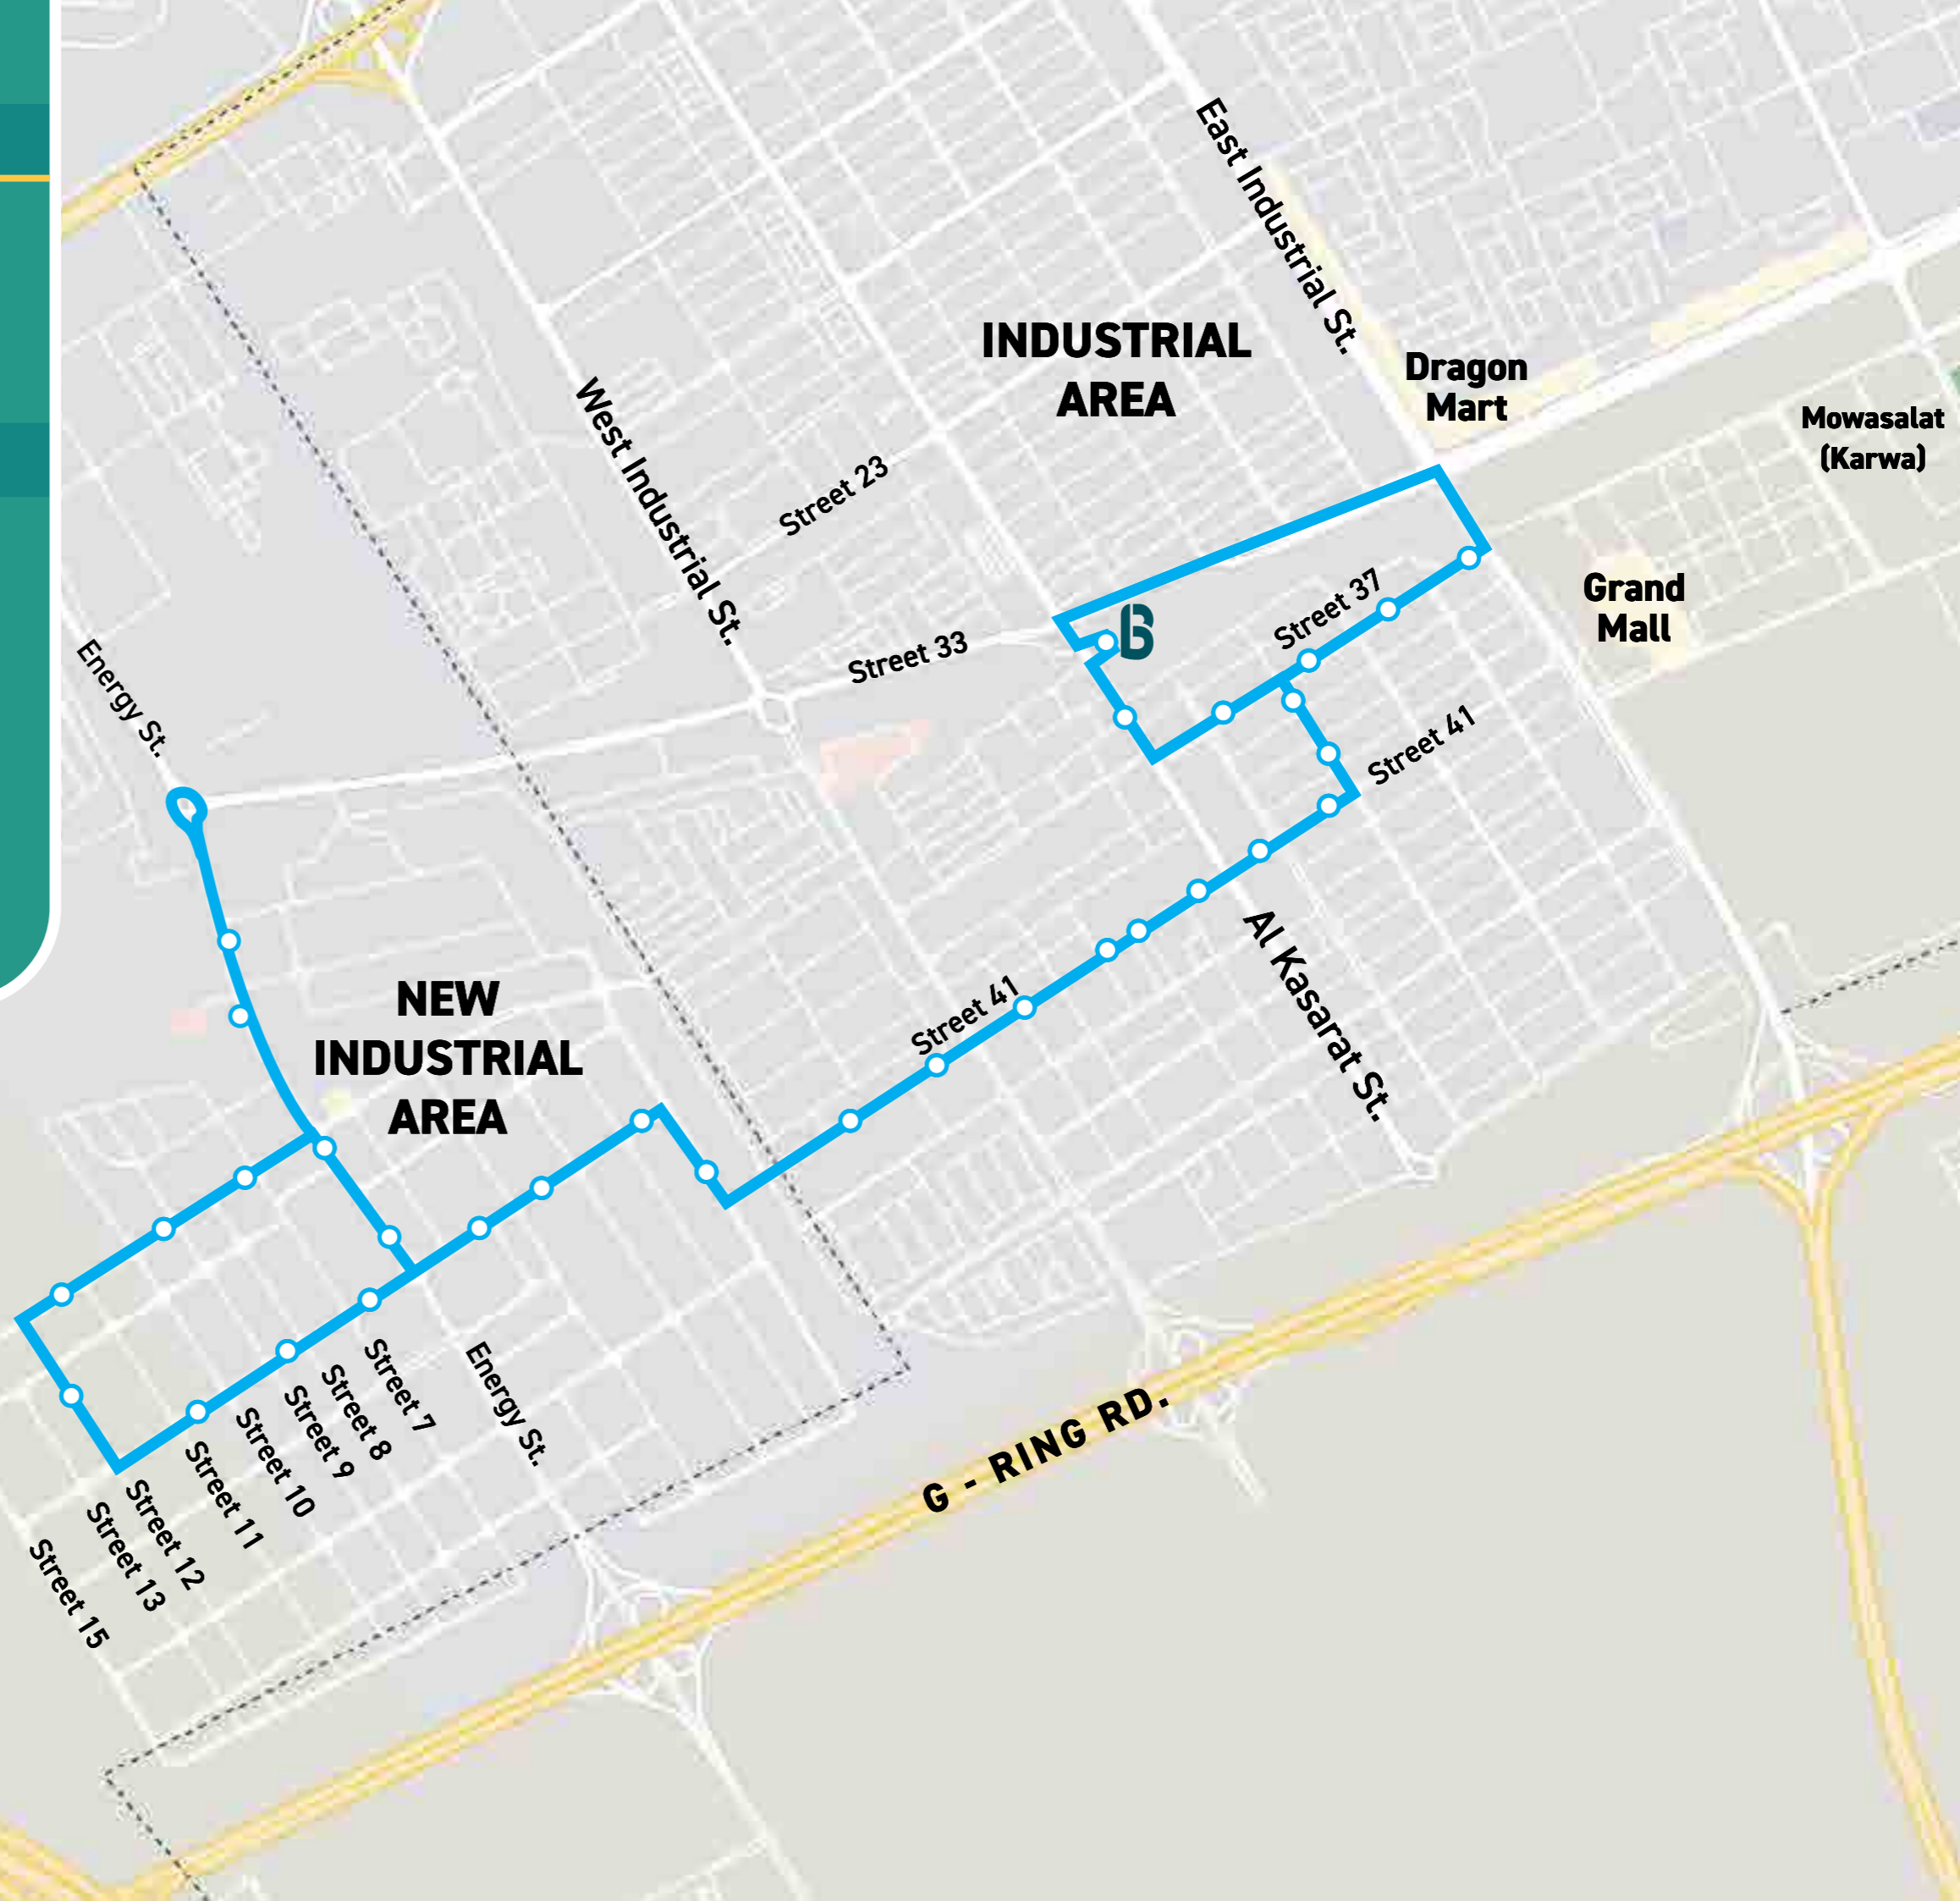 East Industrial St.
INDUSTRIAL
AREA
Dragon
Mart
Mowasalat
(Karwa)
West Industrial St.
Street 23
Street 37
Grand
Mall
B
Street 33
Energy St.
Street 41
Al Kasarat St.
NEW
INDUSTRIAL
AREA
Street 41
Street 7
Street 8
Street 9
Street 10
Street 11
Street 12
Street 13
Street 15
Energy St.
G - RING RD.